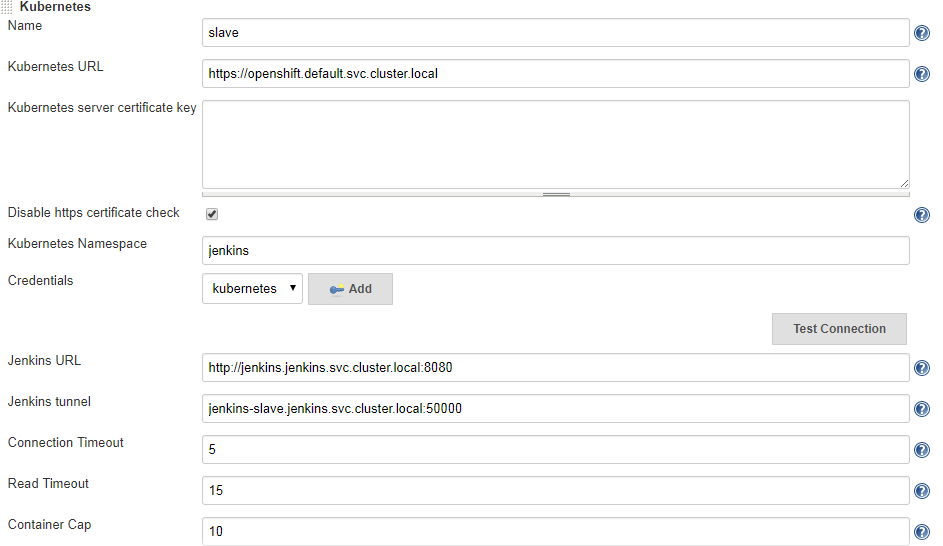 Kubernetes
Name
slave
Kubernetes URL
https://openshift.default.svc.cluster.local
Kubernetes server certificate key
Disable https certificate check
Kubernetes Namespace
jenkins
Credentials
kubernetes
Add
Test Connection
Jenkins URL
http://jenkins.jenkins.svc.cluster.local:8080
Jenkins tunnel
jenkins-slave.jenkins.svc.cluster.local:50000
Connection Timeout
5
Read Timeout
15
Container Cap
10